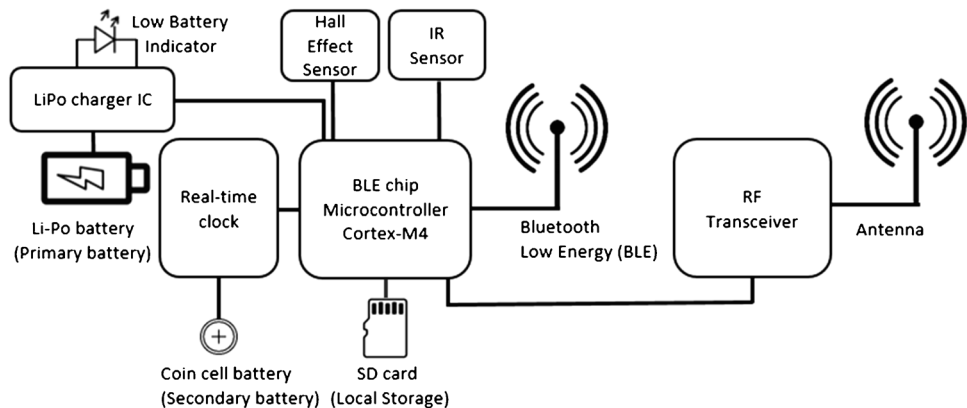 Low Battery
Indicator
Hall
Effect
Sensor
IR
Sensor
LiPo charger IC
Li-Po battery
(Primary battery)
Real-time
clock
BLE chip
Microcontroller
Cortex-M4
Bluetooth
Low Energy (BLE)
RF
Transceiver
Antenna
Coin cell battery
(Secondary battery)
SD card
(Local Storage)